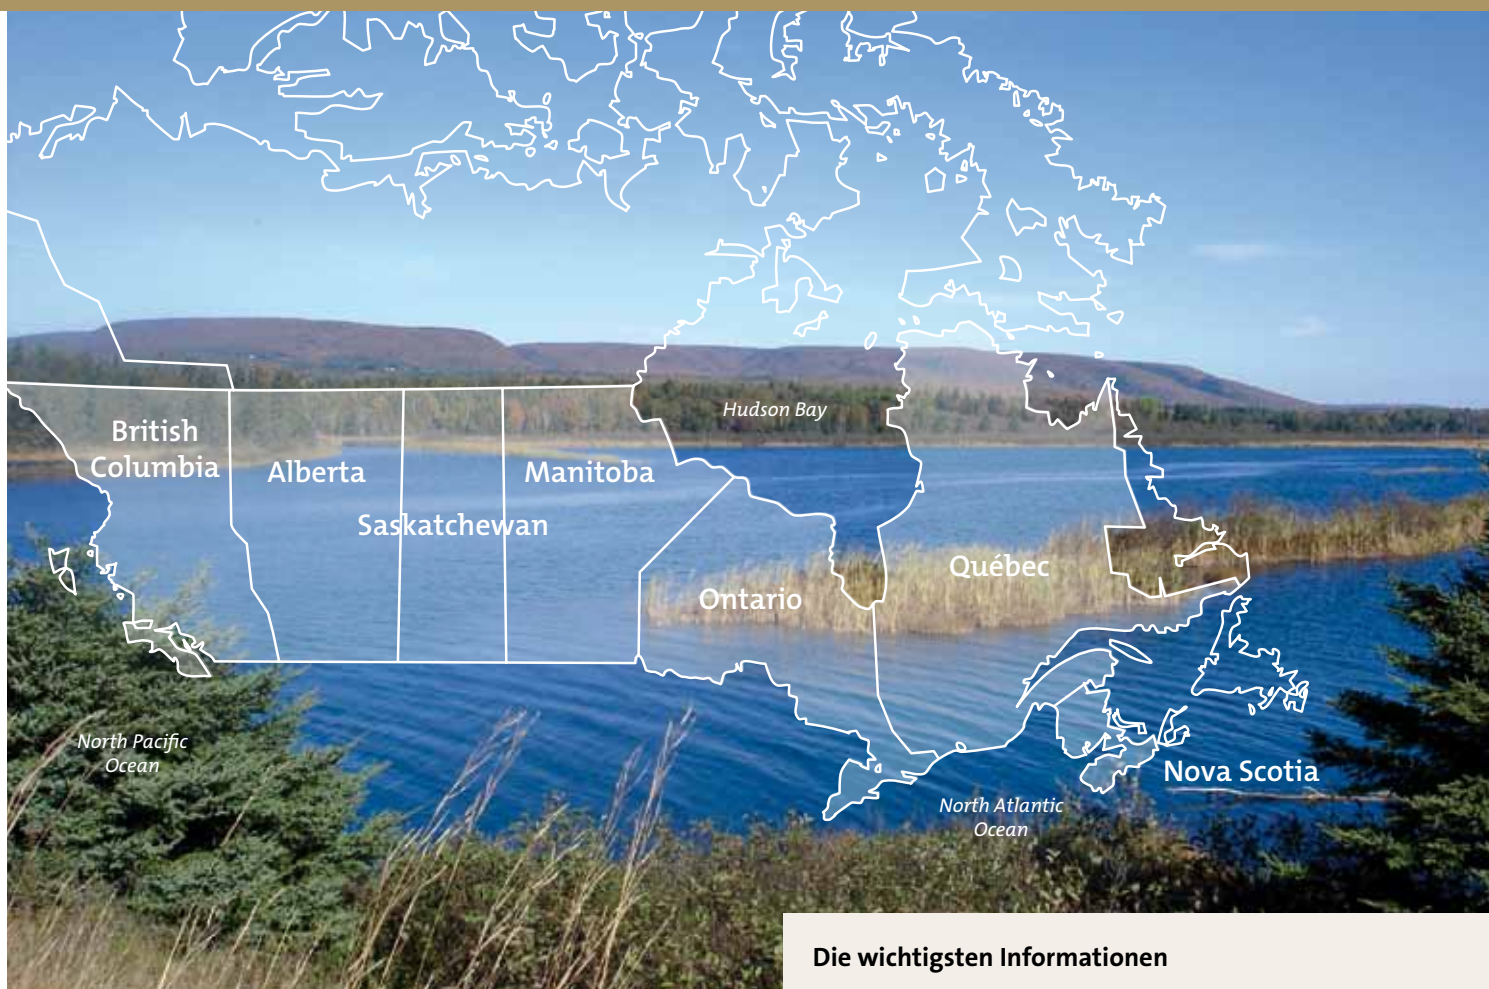 Hudson Bay
British
Columbia
Alberta
Manitoba
Saskatchewan
Québec
Ontario
North Pacific
Ocean
Nova Scotia
North Atlantic
Ocean
Die wichtigsten Informationen